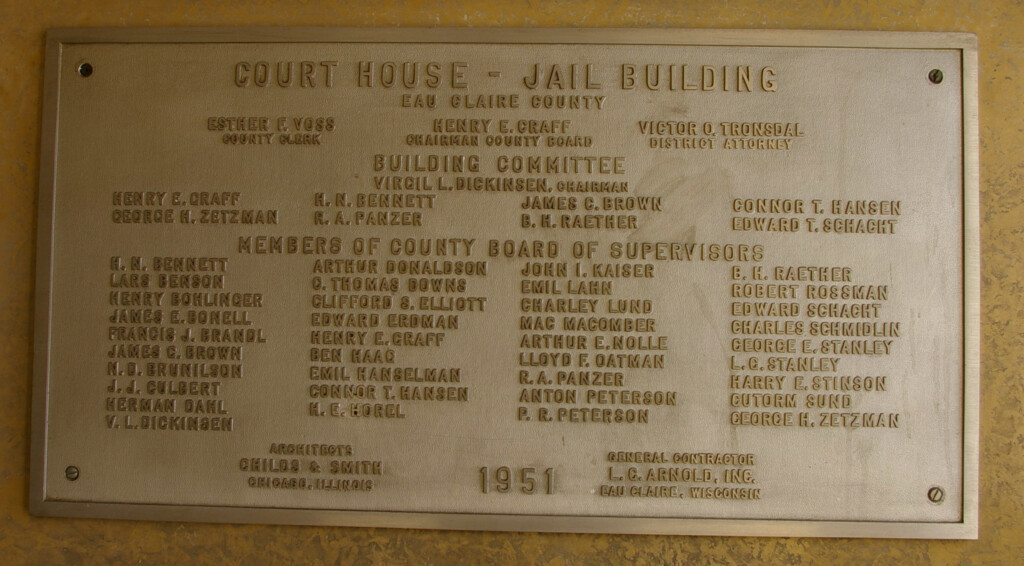 COURT HOUSE - JAIL BUILDING
EAU CLAIRE COUNTY
ESTHER F. VOSS HENRY E. GRAFF VICTOR O. TRONSDAL
COUNTY CLERK CHAIRMAN COUNTY BOARD DISTRICT ATTORNEY
BUILDING COMMITTEE
VIRGIL L. DICKINSEN, CHAIRMAN
HENRY E. GRAFF H. N. BENNETT JAMES C. BROWN CONNOR T. HANSEN
GEORGE H. ZETZMAN R. A. PANZER B. H. RAETHER EDWARD T. SCHACHT
MEMBERS OF COUNTY BOARD OF SUPERVISORS
H. N. BENNETT
LARS BENSON
HENRY BOHLINGER
JAMES E. BONELL
FRANCIS J. BRANDL
JAMES C. BROWN
N. D. BRUNILSON
J. J. CULBERT
HERMAN DAHL
V. L. DICKINSEN
ARTHUR DONALDSON
O. THOMAS DOWNS
CLIFFORD S. ELLIOTT
EDWARD ERDMAN
HENRY E. GRAFF
BEN HAAG
EMIL HANSELMAN
CONNOR T. HANSEN
H. E. HOREL
JOHN I. KAISER
EMIL LAHN
CHARLEY LUND
MAC MACOMBER
ARTHUR E. NOLLE
LLOYD F. OATMAN
R. A. PANZER
ANTON PETERSON
P. R. PETERSON
B. H. RAETHER
ROBERT ROSSMAN
EDWARD SCHACHT
CHARLES SCHMIDLIN
GEORGE E. STANLEY
L. G. STANLEY
HARRY E. STINSON
GUTORM SUND
GEORGE H. ZETZMAN
ARCHITECTS
CHILDS & SMITH
CHICAGO, ILLINOIS
1951
GENERAL CONTRACTOR
L. C. ARNOLD, INC.
EAU CLAIRE, WISCONSIN